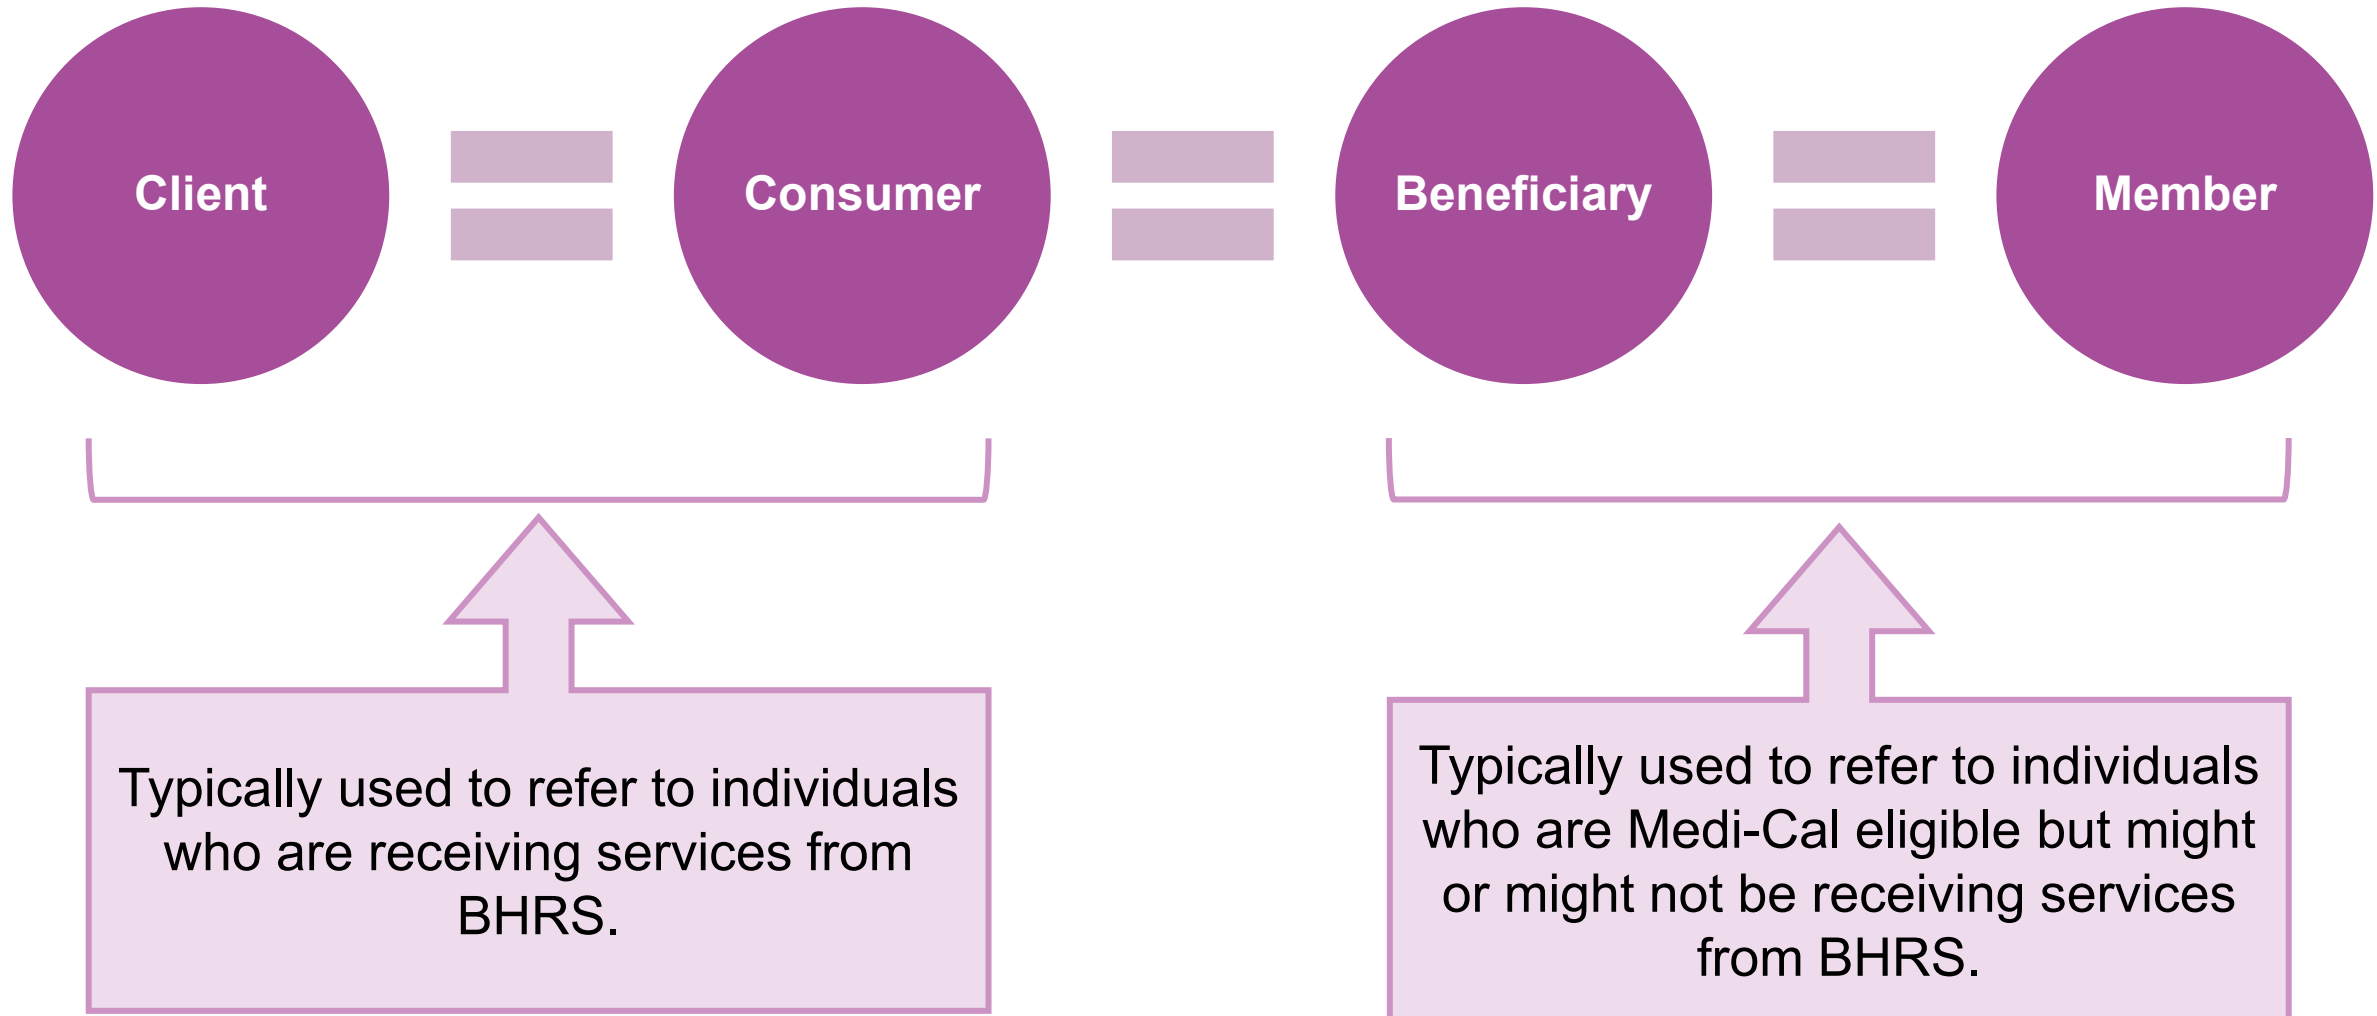 Client
Consumer
Beneficiary
Member
Typically used to refer to individuals
who are receiving services from
BHRS.
Typically used to refer to individuals
who are Medi-Cal eligible but might
or might not be receiving services
from BHRS.